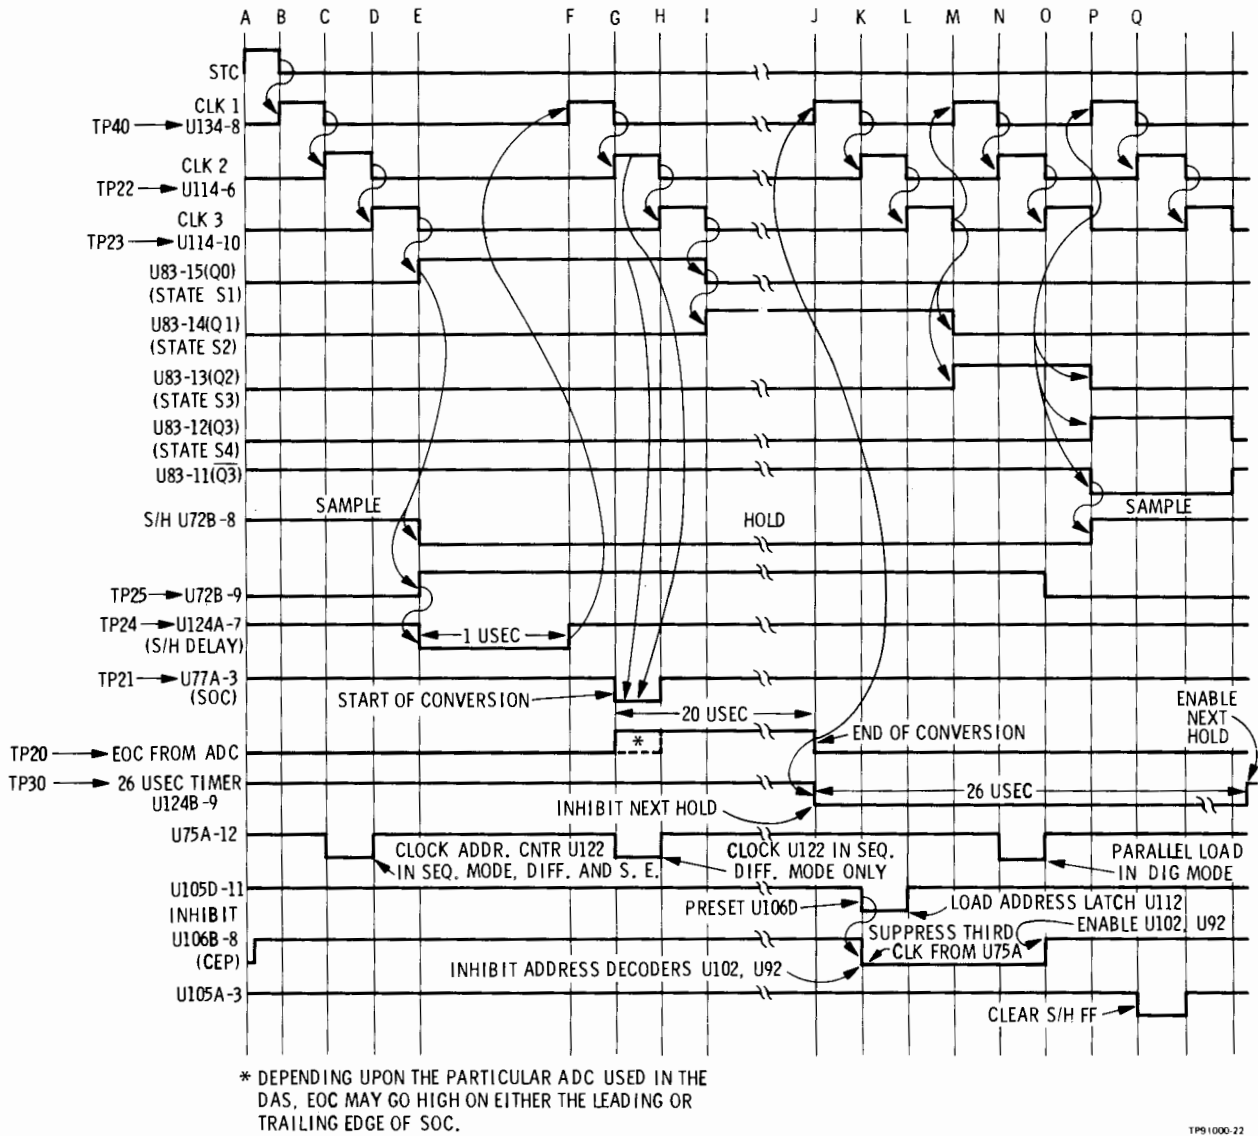 A B C D E F G H I J K L M N O P Q
STC
CLK 1
TP40 → U134-8
CLK 2
TP22 → U114-6
CLK 3
TP23 → U114-10
U83-15(Q0)
(STATE S1)
U83-14(Q1)
(STATE S2)
U83-13(Q2)
(STATE S3)
U83-12(Q3)
(STATE S4)
U83-11(Q̅3̅)
SAMPLE
SAMPLE
S/H U72B-8
HOLD
TP25 → U72B-9
TP24 → U124A-7
(S/H DELAY)
1 USEC
TP21 → U77A-3
(SOC)
START OF CONVERSION
20 USEC
ENABLE
NEXT
HOLD
*
END OF CONVERSION
TP20 → EOC FROM ADC
TP30 → 26 USEC TIMER
U124B-9
26 USEC
INHIBIT NEXT HOLD
U75A-12
CLOCK ADDR. CNTR U122
IN SEQ. MODE, DIFF. AND S. E.
CLOCK U122 IN SEQ.
DIFF. MODE ONLY
PARALLEL LOAD
IN DIG MODE
U105D-11
PRESET U106D
LOAD ADDRESS LATCH U112
INHIBIT
U106B-8
(CEP)
SUPPRESS THIRD
CLK FROM U75A
ENABLE U102, U92
INHIBIT ADDRESS DECODERS U102, U92
U105A-3
CLEAR S/H FF
* DEPENDING UPON THE PARTICULAR ADC USED IN THE
DAS, EOC MAY GO HIGH ON EITHER THE LEADING OR
TRAILING EDGE OF SOC.
TP91000-22